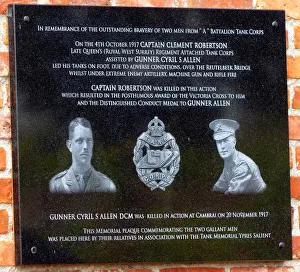 In remembrance of the outstanding bravery of two men from "A" Battalion Tank Corps
On the 4th October 1917 CAPTAIN CLEMENT ROBERTSON
Late Queen's (Royal West Surrey) Regiment Attached Tank Corps
assisted by GUNNER CYRIL S ALLEN
led his tanks on foot, due to adverse conditions, over the Reutelbeek Bridge
whilst under extreme enemy artillery, machine gun and rifle fire
CAPTAIN ROBERTSON was killed in this action
which resulted in the posthumous award of the Victoria Cross to him
and the Distinguished Conduct Medal to GUNNER ALLEN
GUNNER CYRIL S ALLEN DCM was killed in action at Cambrai on 20 November 1917
This Memorial plaque commemorating the two gallant men
was placed here by their relatives in association with the Tank Memorial Ypres Salient